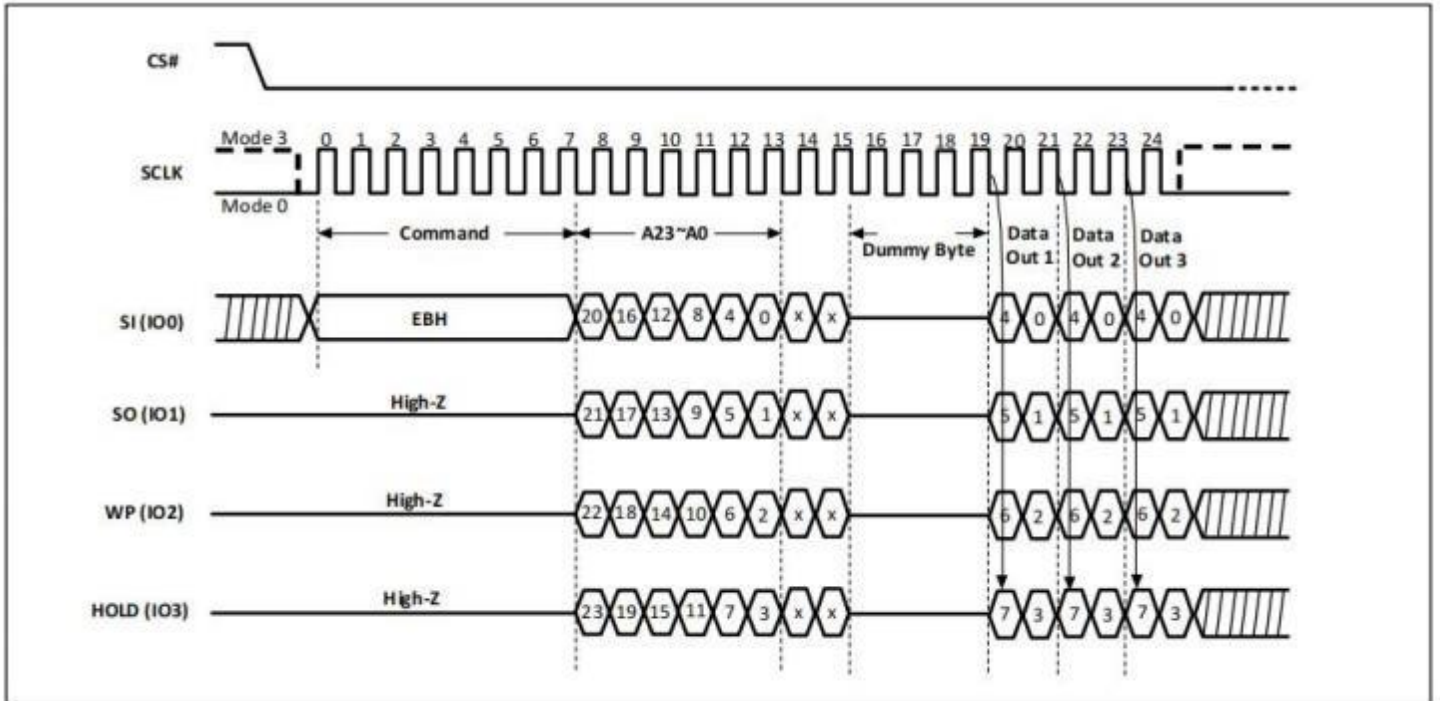 CS#
Mode 3 0 1 2 3 4 5 6 7 8 9 10 11 12 13 14 15 16 17 18 19 20 21 22 23 24
SCLK
Mode 0
Command A23~A0 Dummy Byte Data Out 1 Data Out 2 Data Out 3
SI (IO0) EBH 20 16 12 8 4 0 x x 4 0 4 0 4 0
SO (IO1) High-Z 21 17 13 9 5 1 x x 5 1 5 1 5 1
WP (IO2) High-Z 22 18 14 10 6 2 x x 6 2 6 2 6 2
HOLD (IO3) High-Z 23 19 15 11 7 3 x x 7 3 7 3 7 3